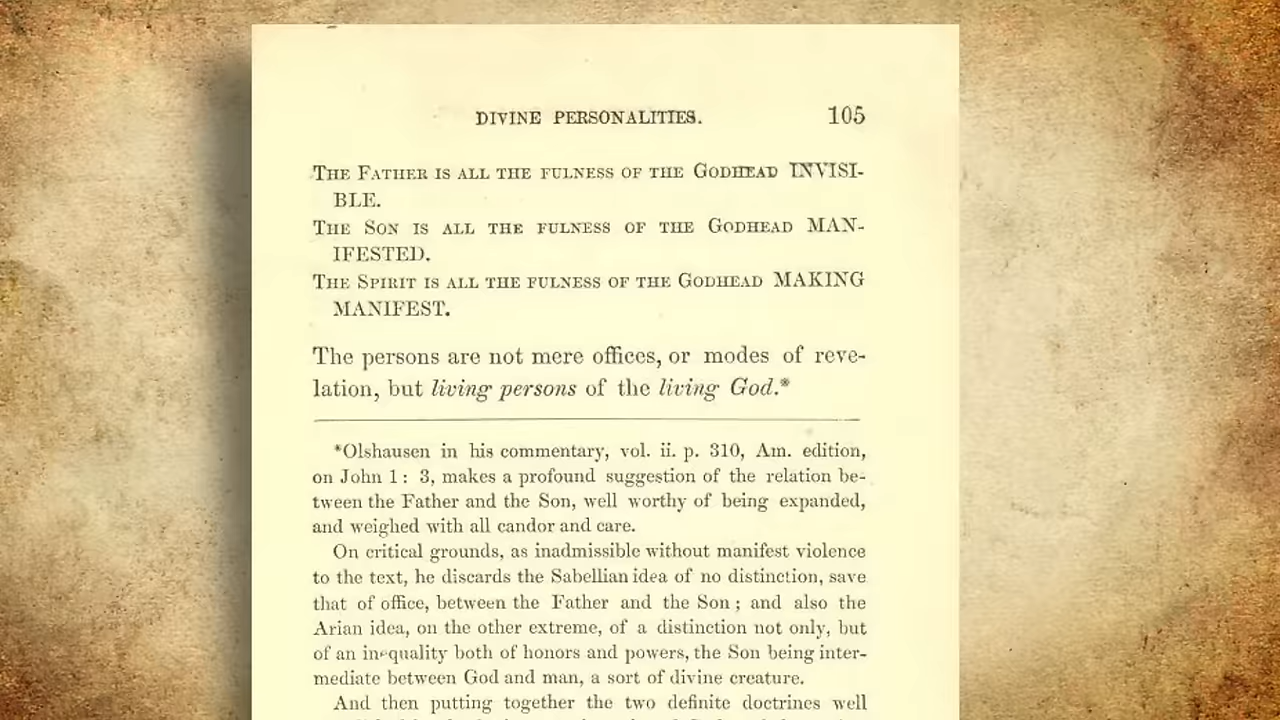 DIVINE PERSONALITIES. 105
THE FATHER IS ALL THE FULNESS OF THE GODHEAD INVISI-
BLE.
THE SON IS ALL THE FULNESS OF THE GODHEAD MAN-
IFESTED.
THE SPIRIT IS ALL THE FULNESS OF THE GODHEAD MAKING
MANIFEST.
The persons are not mere offices, or modes of reve-
lation, but living persons of the living God.*
*Olshausen in his commentary, vol. ii. p. 310, Am. edition,
on John 1: 3, makes a profound suggestion of the relation be-
tween the Father and the Son, well worthy of being expanded,
and weighed with all candor and care.
On critical grounds, as inadmissible without manifest violence
to the text, he discards the Sabellian idea of no distinction, save
that of office, between the Father and the Son; and also the
Arian idea, on the other extreme, of a distinction not only, but
of an inequality both of honors and powers, the Son being inter-
mediate between God and man, a sort of divine creature.
And then putting together the two definite doctrines well